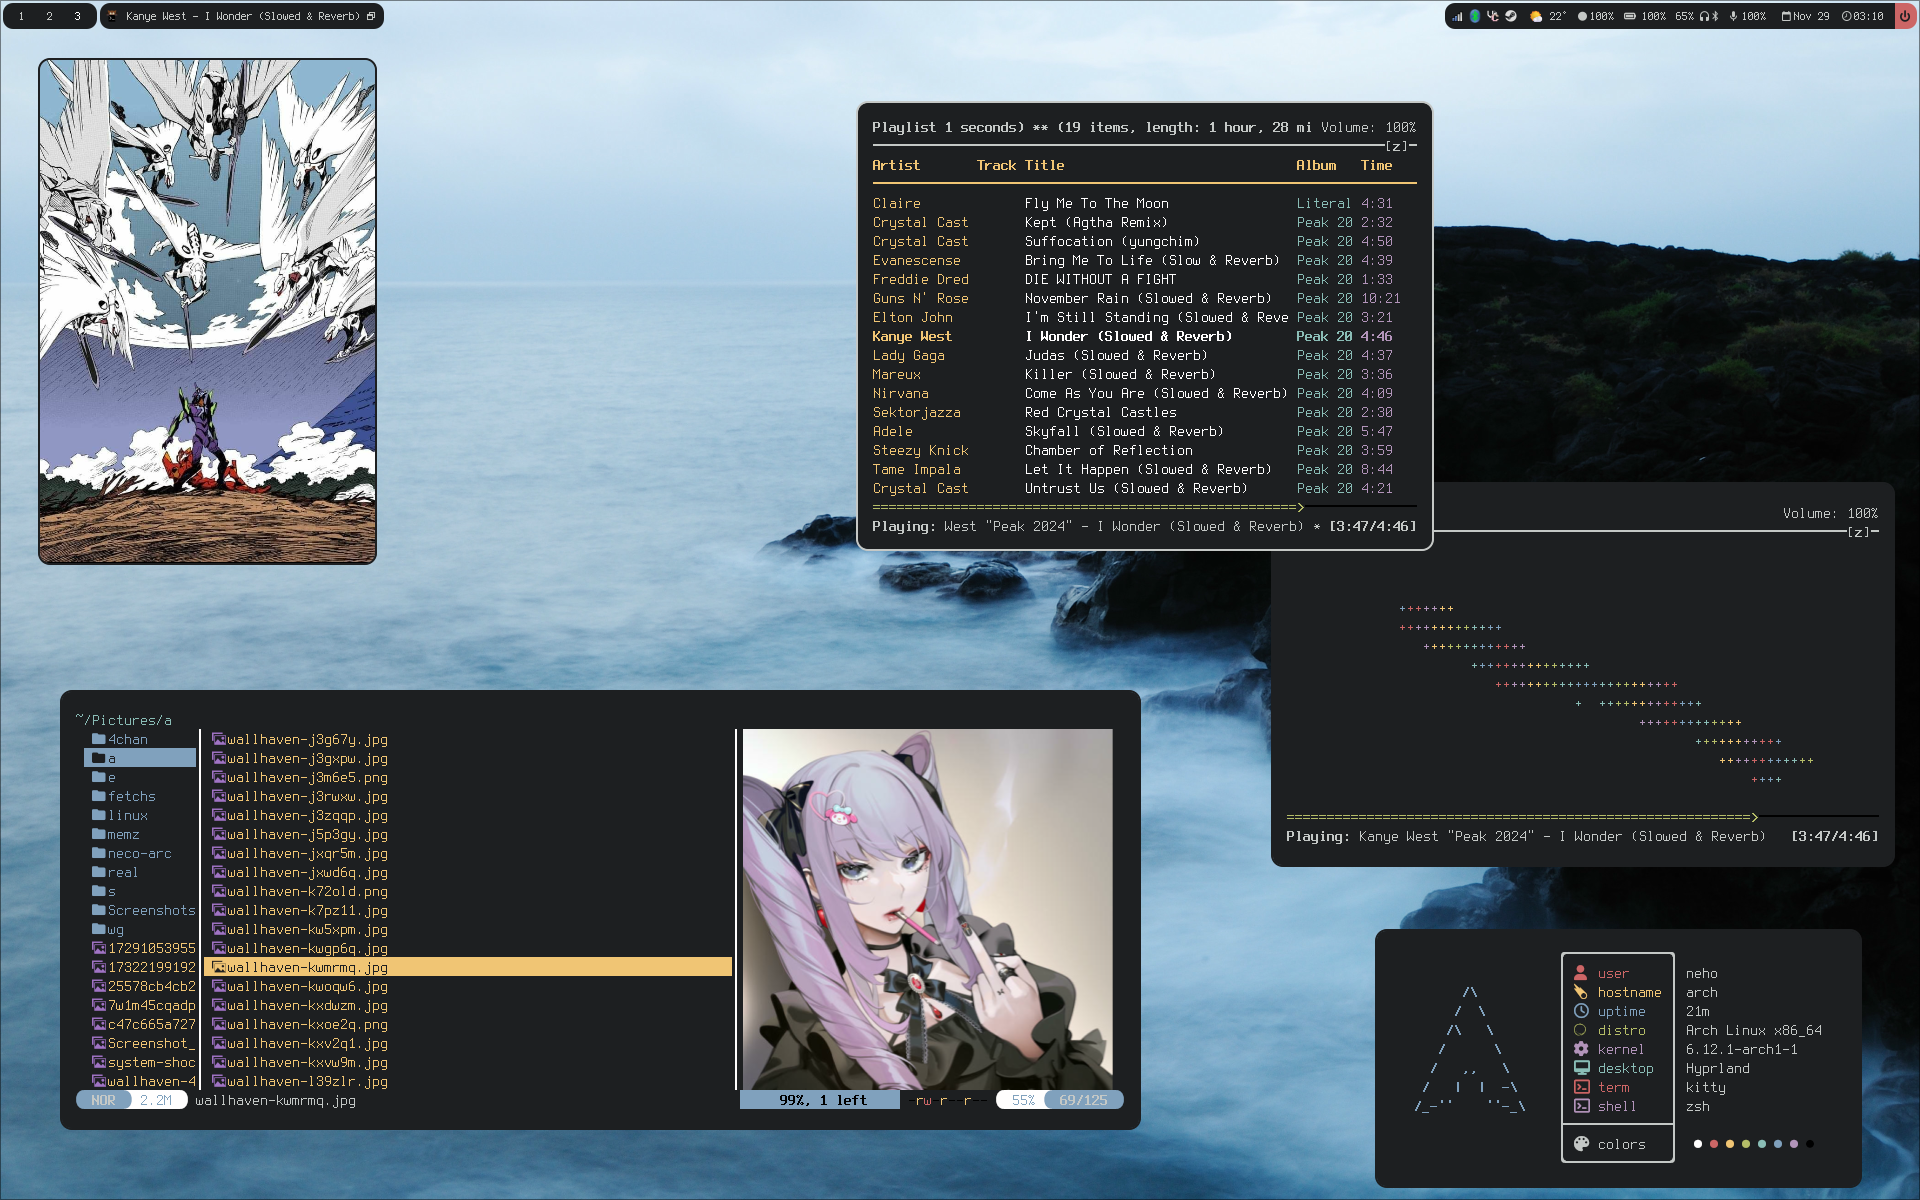 1 2 3 Kanye West - I Wonder (Slowed & Reverb)
22° 100% 100% 65% 100% Nov 29 03:10
Playlist 1 seconds) ** (19 items, length: 1 hour, 28 mi Volume: 100%
[z]
Artist Track Title Album Time
Claire Fly Me To The Moon Literal 4:31
Crystal Cast Kept (Agtha Remix) Peak 20 2:32
Crystal Cast Suffocation (yungchim) Peak 20 4:50
Evanescense Bring Me To Life (Slow & Reverb) Peak 20 4:39
Freddie Dred DIE WITHOUT A FIGHT Peak 20 1:33
Guns N' Rose November Rain (Slowed & Reverb) Peak 20 10:21
Elton John I'm Still Standing (Slowed & Reve Peak 20 3:21
Kanye West I Wonder (Slowed & Reverb) Peak 20 4:46
Lady Gaga Judas (Slowed & Reverb) Peak 20 4:37
Mareux Killer (Slowed & Reverb) Peak 20 3:36
Nirvana Come As You Are (Slowed & Reverb) Peak 20 4:09
Sektorjazza Red Crystal Castles Peak 20 2:30
Adele Skyfall (Slowed & Reverb) Peak 20 5:47
Steezy Knick Chamber of Reflection Peak 20 3:59
Tame Impala Let It Happen (Slowed & Reverb) Peak 20 8:44
Crystal Cast Untrust Us (Slowed & Reverb) Peak 20 4:21
Playing: West "Peak 2024" - I Wonder (Slowed & Reverb) * [3:47/4:46]
Volume: 100%
[z]
Playing: Kanye West "Peak 2024" - I Wonder (Slowed & Reverb) [3:47/4:46]
~/Pictures/a
4chan wallhaven-j3g67y.jpg
a wallhaven-j3gxpw.jpg
e wallhaven-j3m6e5.png
fetchs wallhaven-j3rwxw.jpg
linux wallhaven-j3zqqp.jpg
memz wallhaven-j5p3gy.jpg
neco-arc wallhaven-jxqr5m.jpg
real wallhaven-jxwd6q.jpg
s wallhaven-k72old.png
Screenshots wallhaven-k7pz11.jpg
wg wallhaven-kw5xpm.jpg
17291053955 wallhaven-kwgp6q.jpg
17322199192 wallhaven-kwmrmq.jpg
25578cb4cb2 wallhaven-kwoqw6.jpg
7w1m45cqadp wallhaven-kxdwzm.jpg
c47c665a727 wallhaven-kxoe2q.png
Screenshot_ wallhaven-kxv2q1.jpg
system-shoc wallhaven-kxvw9m.jpg
wallhaven-4 wallhaven-l39zlr.jpg
NOR 2.2M wallhaven-kwmrmq.jpg 99%, 1 left -rw-r--r-- 55% 69/125
user neho
hostname arch
uptime 21m
distro Arch Linux x86_64
kernel 6.12.1-arch1-1
desktop Hyprland
term kitty
shell zsh
colors